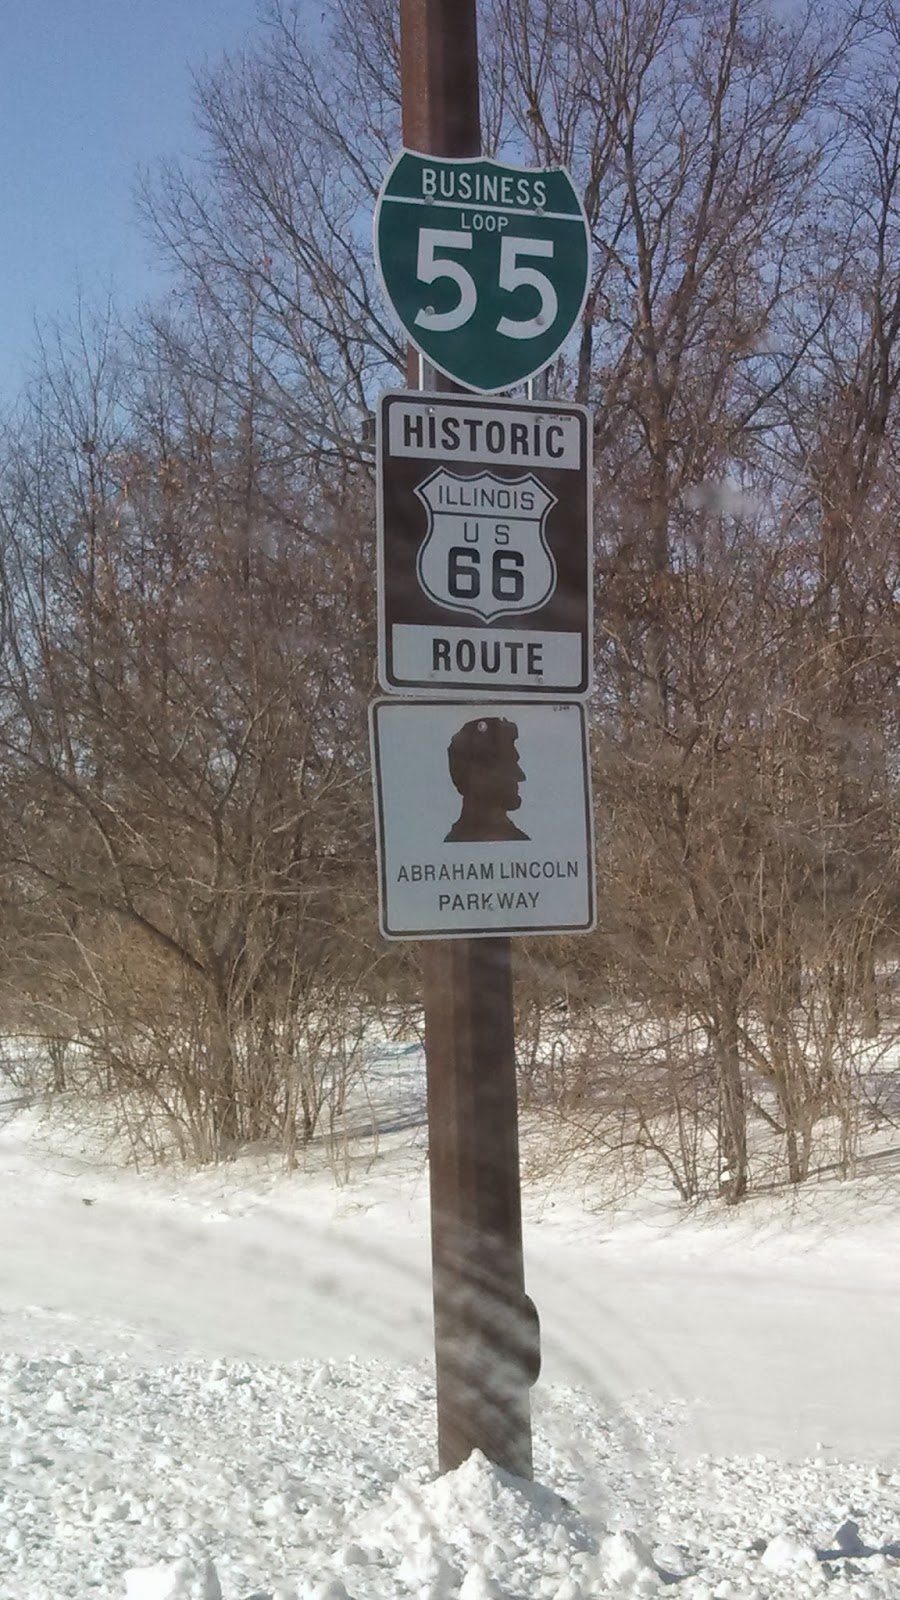 BUSINESS
LOOP
55
HISTORIC
ILLINOIS
U S
66
ROUTE
ABRAHAM LINCOLN
PARKWAY